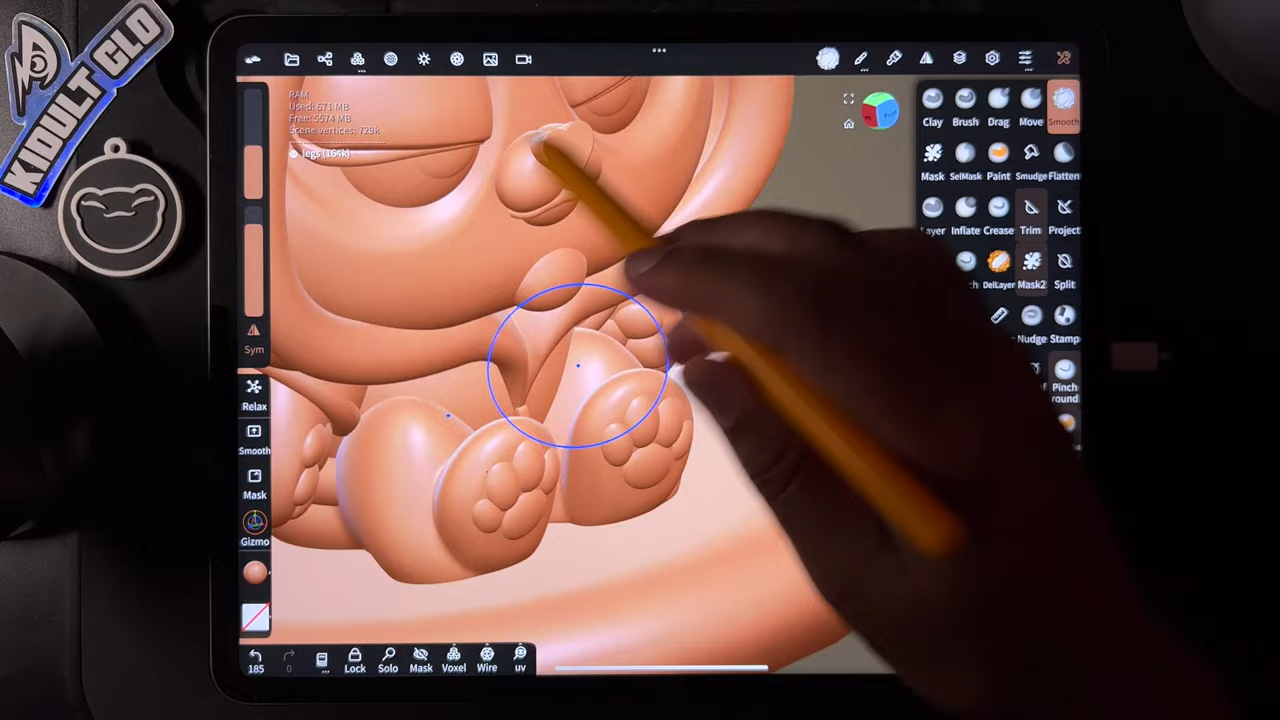 KIDULT CLO
RAM
Used: 671 MB
Free: 5574 MB
Scene vertices: 729k
legs (164k)
Clay Brush Drag Move Smooth
Mask SelMask Paint Smudge Flatten
Layer Inflate Crease Trim Project
DelLayer Mask2 Split
Nudge Stamp
Pinch
round
Sym
Relax
Smooth
Mask
Gizmo
185 0 Lock Solo Mask Voxel Wire uv